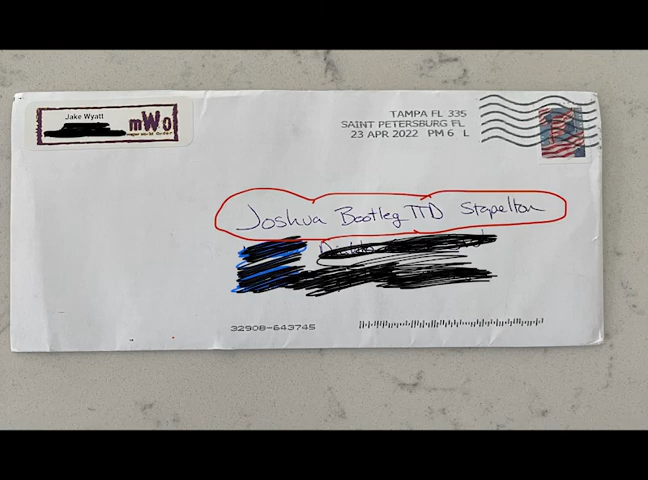 Jake Wyatt
mWo
TAMPA FL 335
SAINT PETERSBURG FL
23 APR 2022 PM 6 L
Joshua Bootleg TTD Stapelton
32908-643745